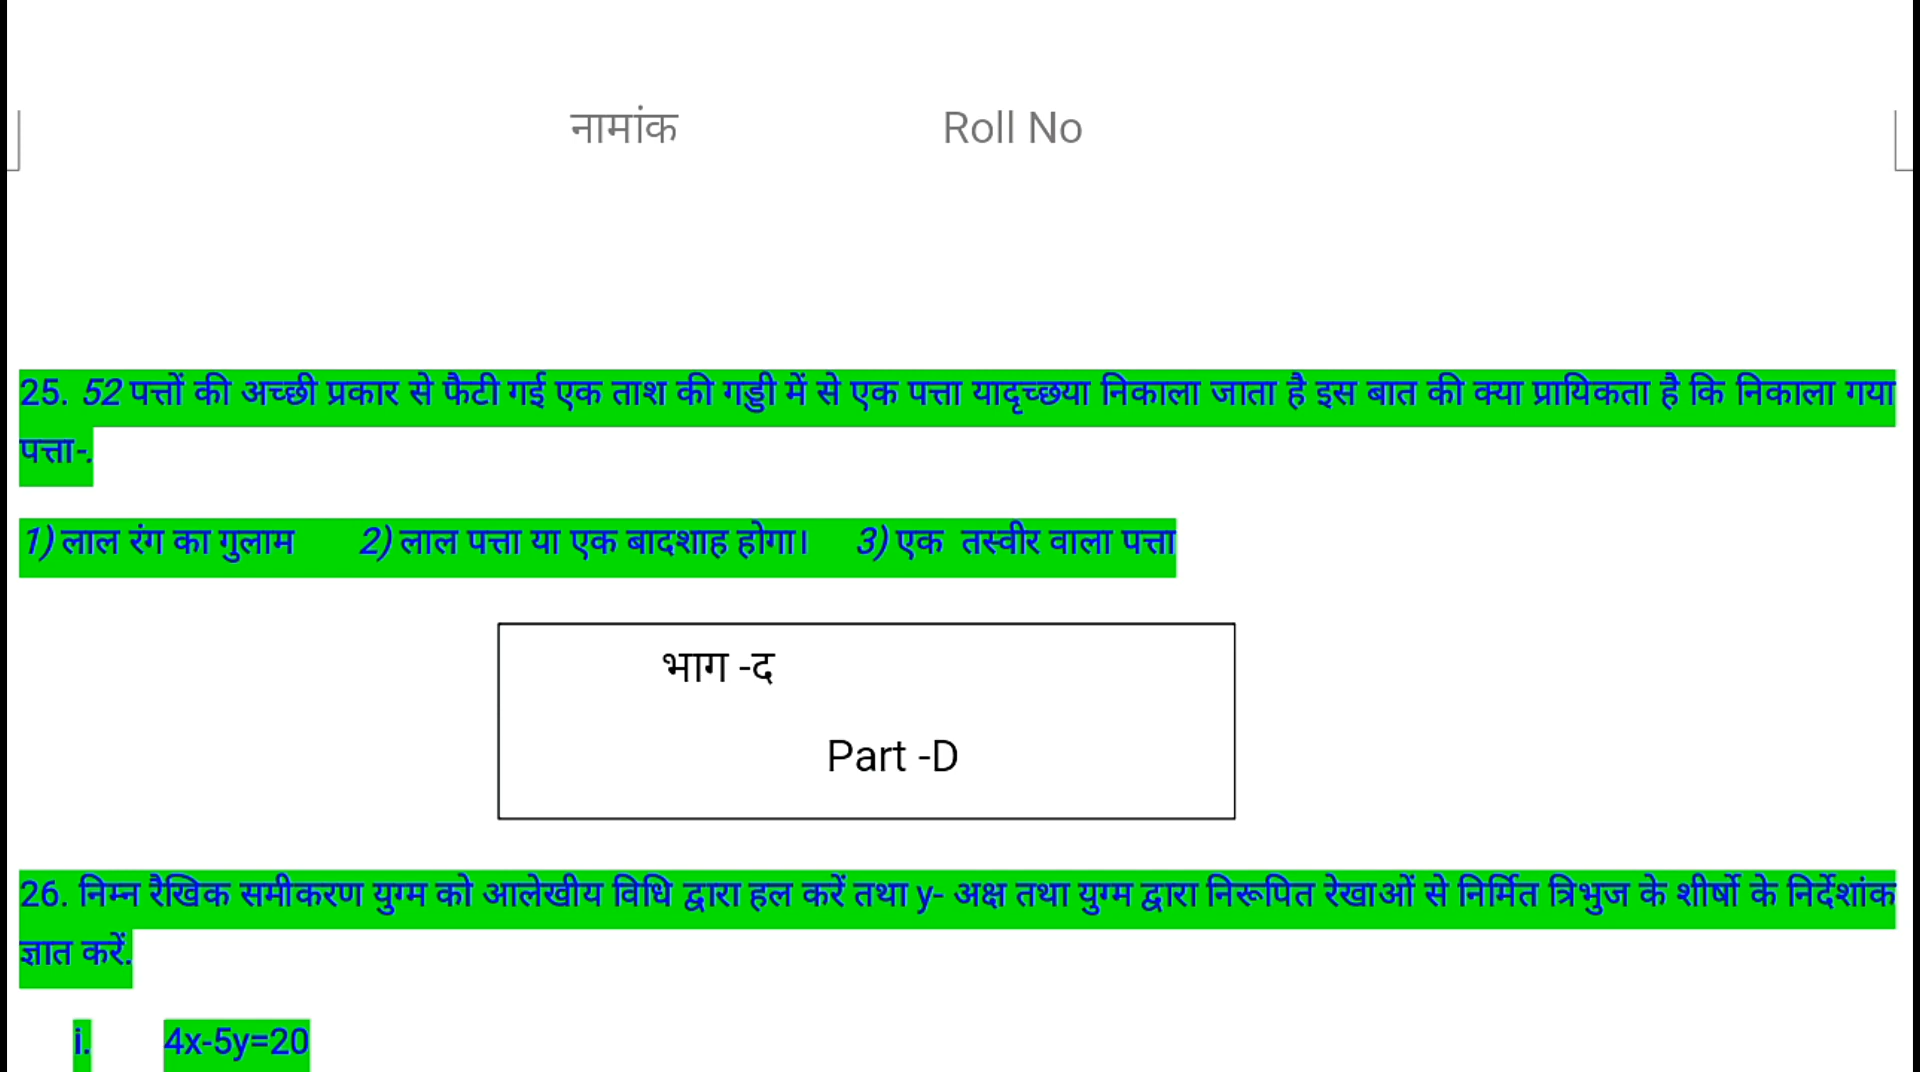 नामांक Roll No
25. 52 पत्तों की अच्छी प्रकार से फैटी गई एक ताश की गड्डी में से एक पत्ता यादृच्छया निकाला जाता है इस बात की क्या प्रायिकता है कि निकाला गया
पत्ता-.
1) लाल रंग का गुलाम 2) लाल पत्ता या एक बादशाह होगा। 3) एक तस्वीर वाला पत्ता
भाग -द
Part -D
26. निम्न रैखिक समीकरण युग्म को आलेखीय विधि द्वारा हल करें तथा y- अक्ष तथा युग्म द्वारा निरूपित रेखाओं से निर्मित त्रिभुज के शीर्षो के निर्देशांक
ज्ञात करें.
i. 4x-5y=20